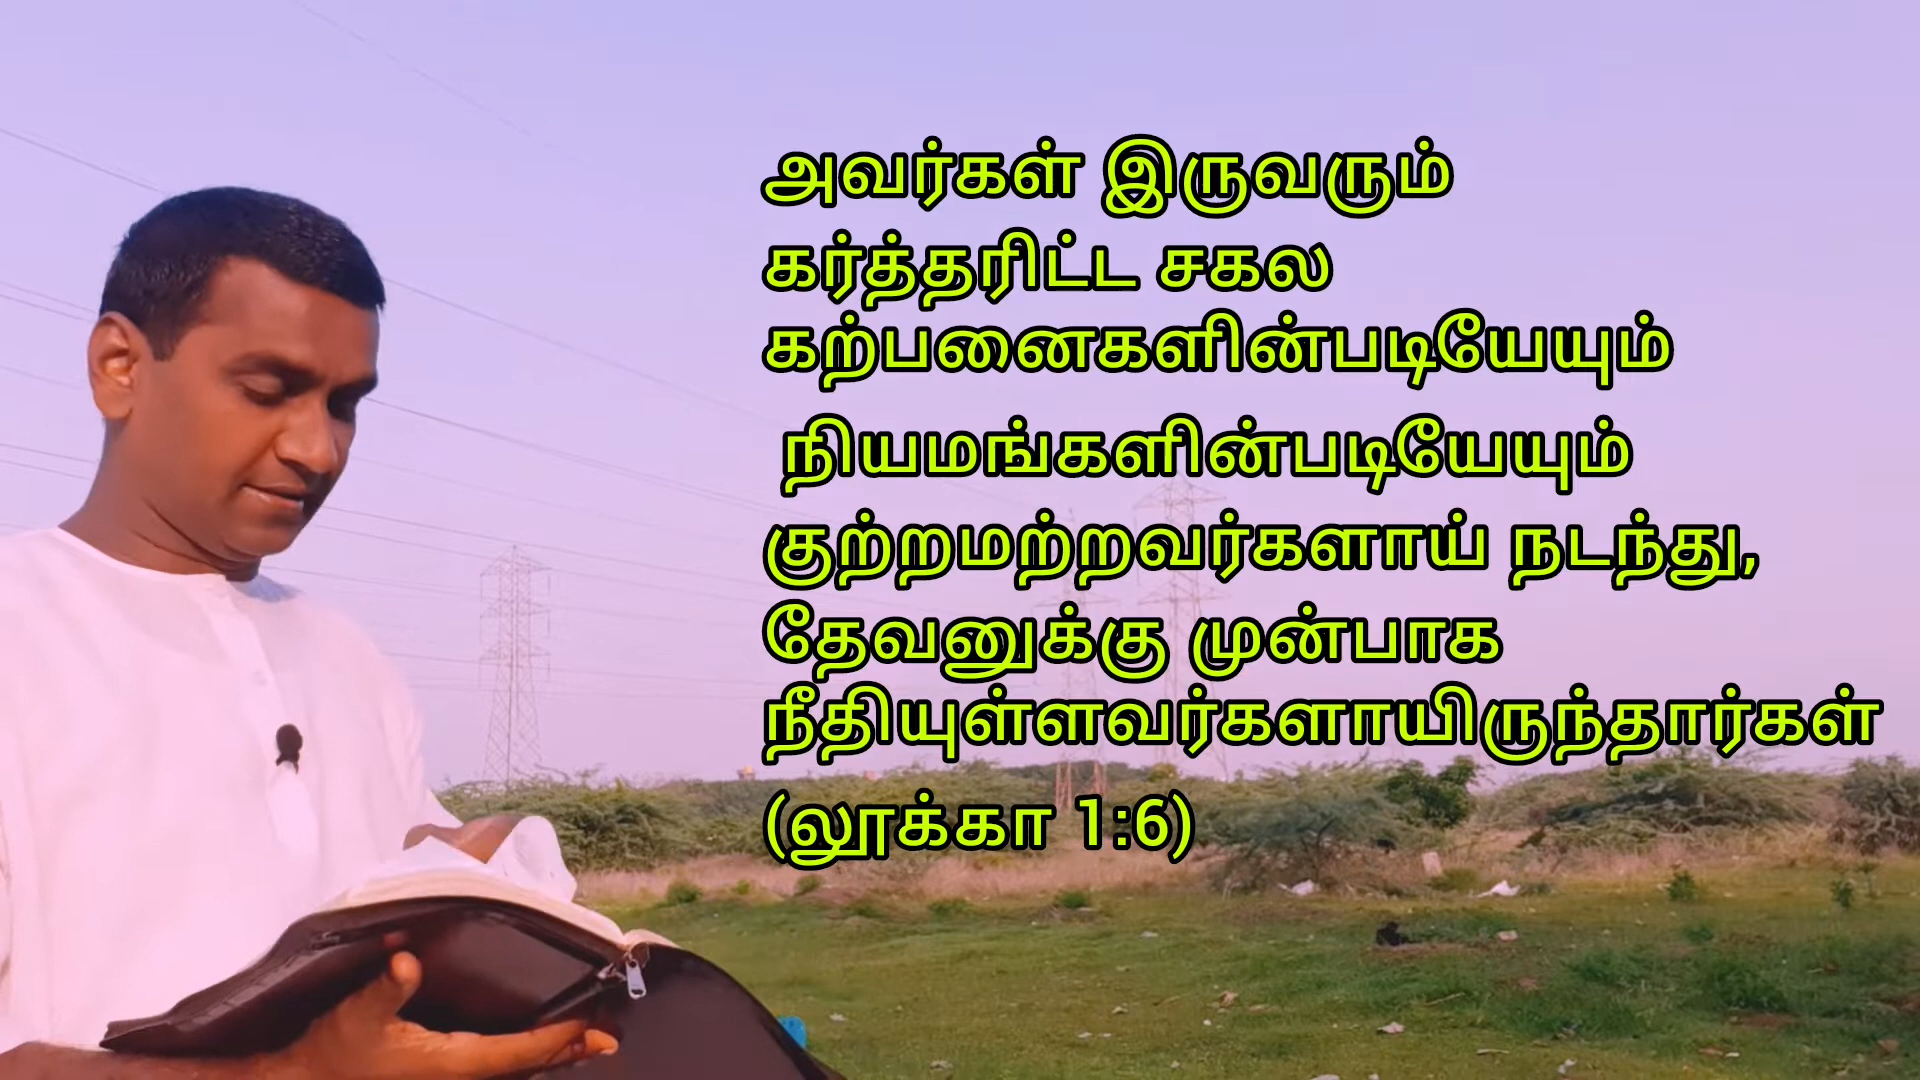 அவர்கள் இருவரும்
கர்த்தரிட்ட சகல
கற்பனைகளின்படியேயும்
நியமங்களின்படியேயும்
குற்றமற்றவர்களாய் நடந்து,
தேவனுக்கு முன்பாக
நீதியுள்ளவர்களாயிருந்தார்கள்
(லூக்கா 1:6)